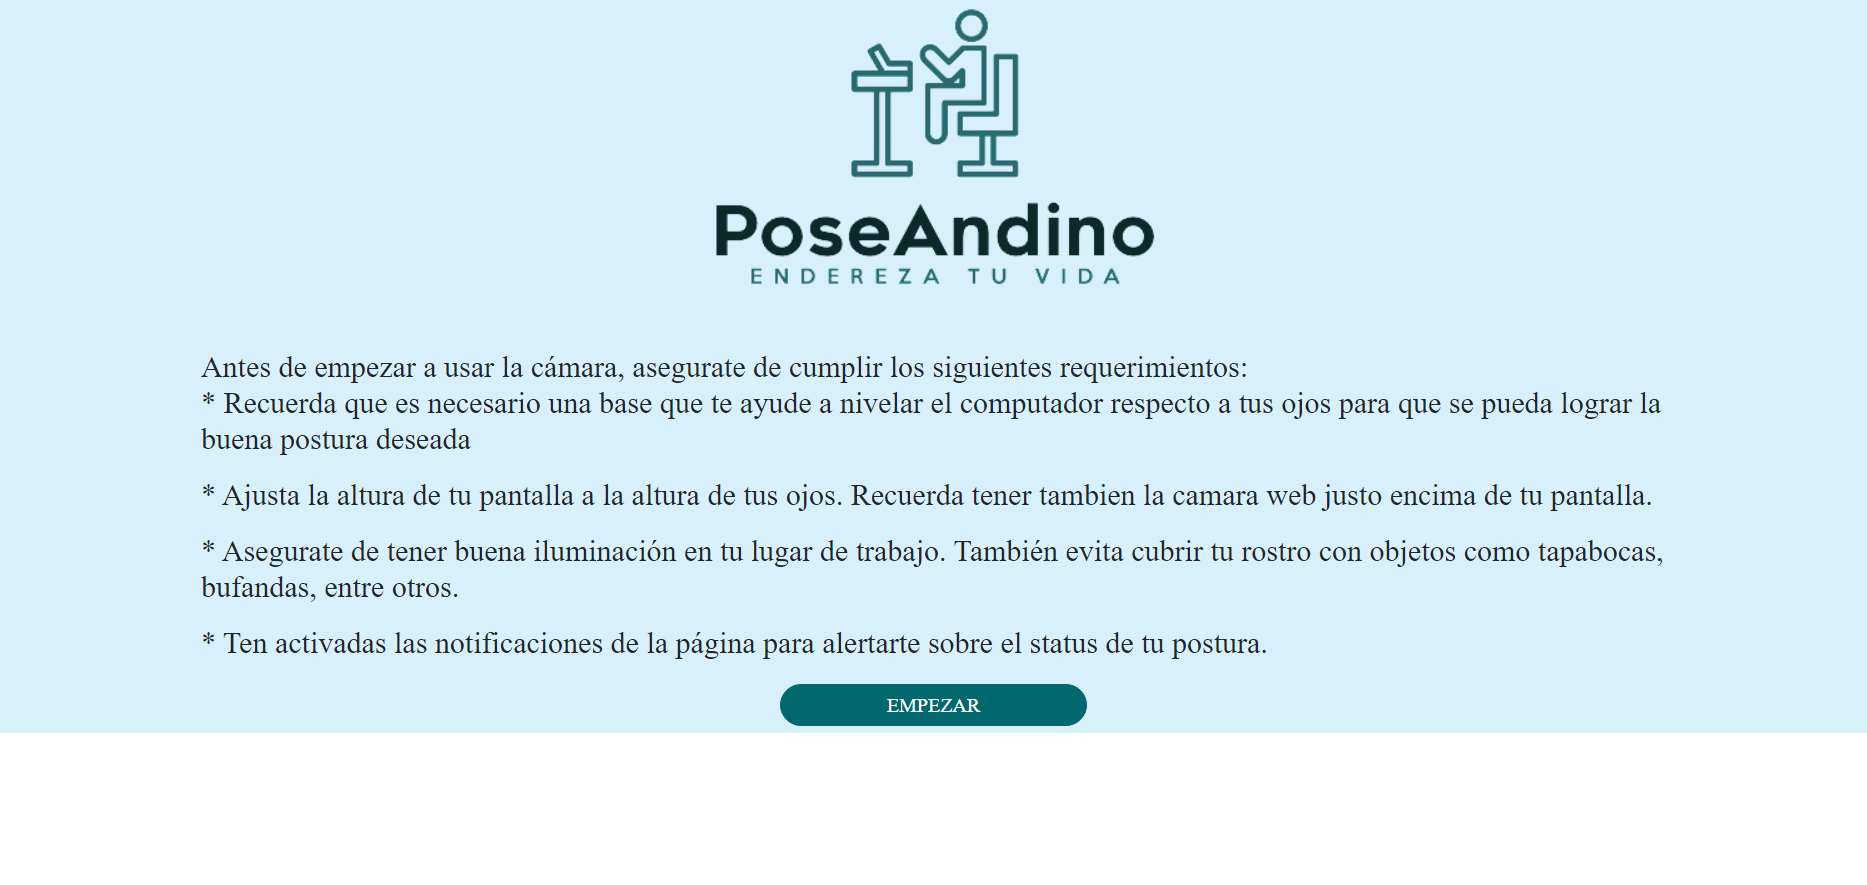 PoseAndino
ENDEREZA TU VIDA
Antes de empezar a usar la cámara, asegurate de cumplir los siguientes requerimientos:
* Recuerda que es necesario una base que te ayude a nivelar el computador respecto a tus ojos para que se pueda lograr la
buena postura deseada
* Ajusta la altura de tu pantalla a la altura de tus ojos. Recuerda tener tambien la camara web justo encima de tu pantalla.
* Asegurate de tener buena iluminación en tu lugar de trabajo. También evita cubrir tu rostro con objetos como tapabocas,
bufandas, entre otros.
* Ten activadas las notificaciones de la página para alertarte sobre el status de tu postura.
EMPEZAR